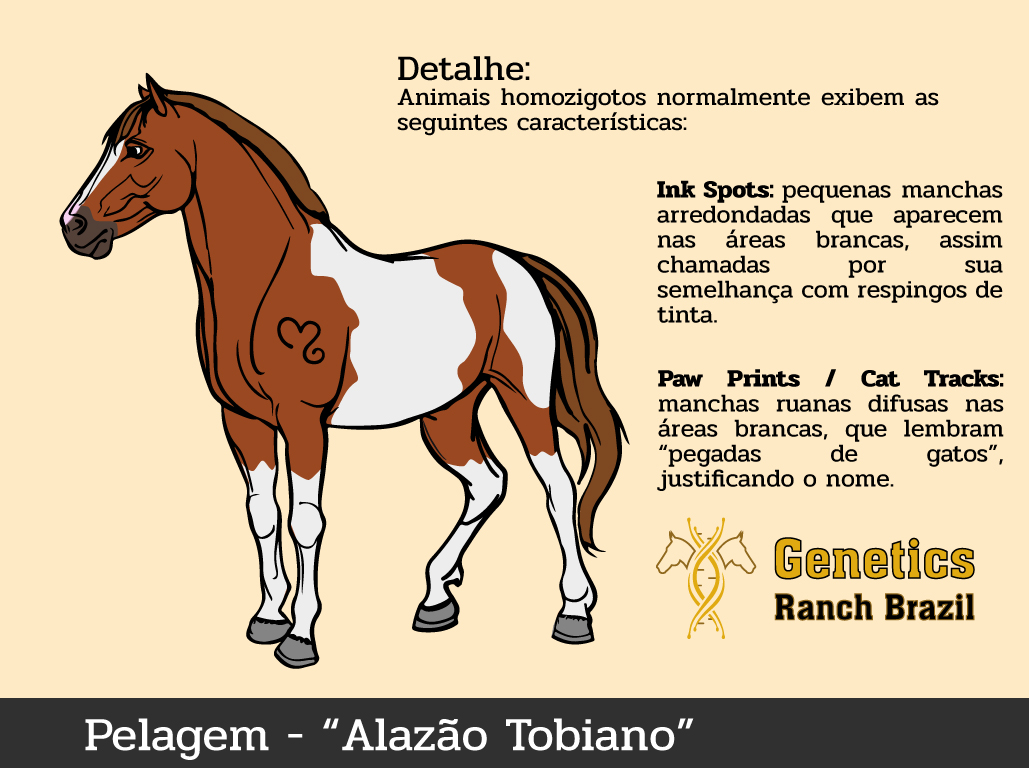 Detalhe:
Animais homozigotos normalmente exibem as
seguintes características:
Ink Spots: pequenas manchas
arredondadas que aparecem
nas áreas brancas, assim
chamadas por sua
semelhança com respingos de
tinta.
Paw Prints / Cat Tracks:
manchas ruanas difusas nas
áreas brancas, que lembram
“pegadas de gatos”,
justificando o nome.
Genetics
Ranch Brazil
Pelagem - “Alazão Tobiano”